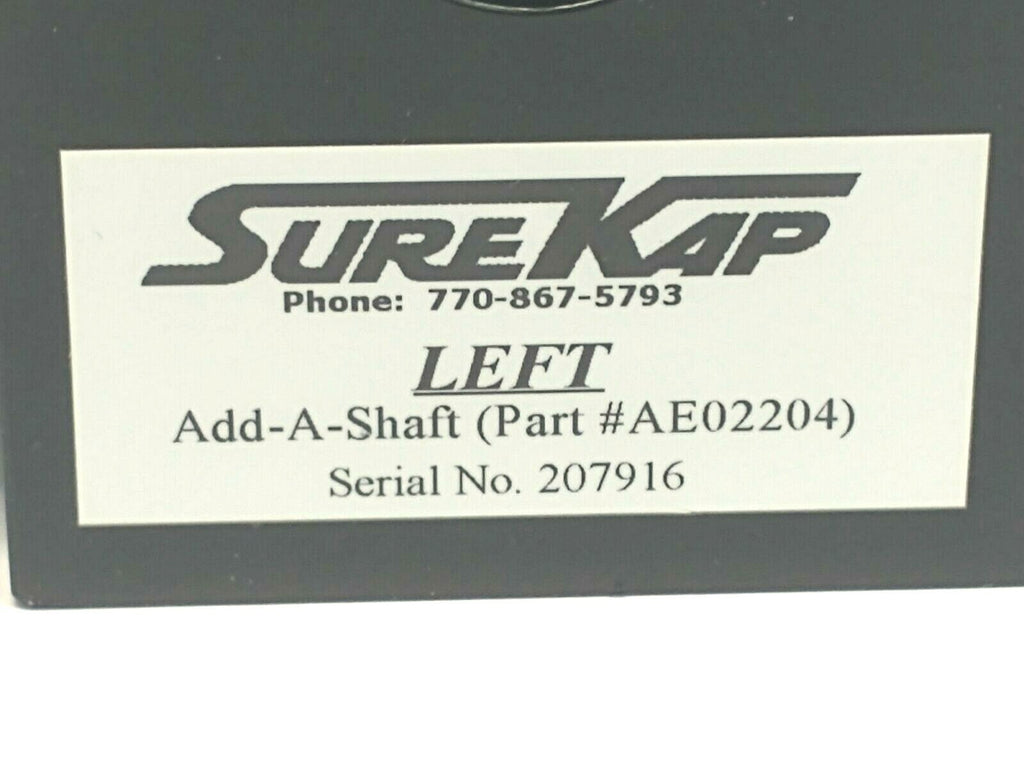 SUREKAP
Phone: 770-867-5793
LEFT
Add-A-Shaft (Part #AE02204)
Serial No. 207916